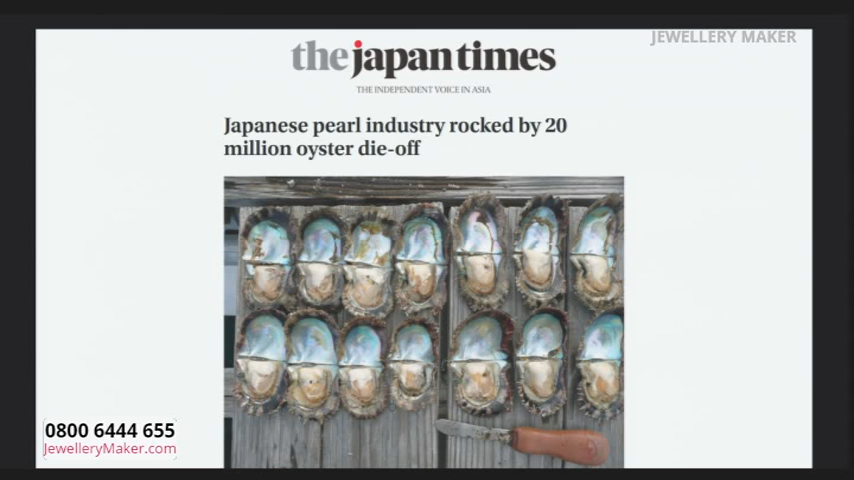 JEWELLERY MAKER
the japan times
THE INDEPENDENT VOICE IN ASIA
Japanese pearl industry rocked by 20
million oyster die-off
0800 6444 655
JewelleryMaker.com